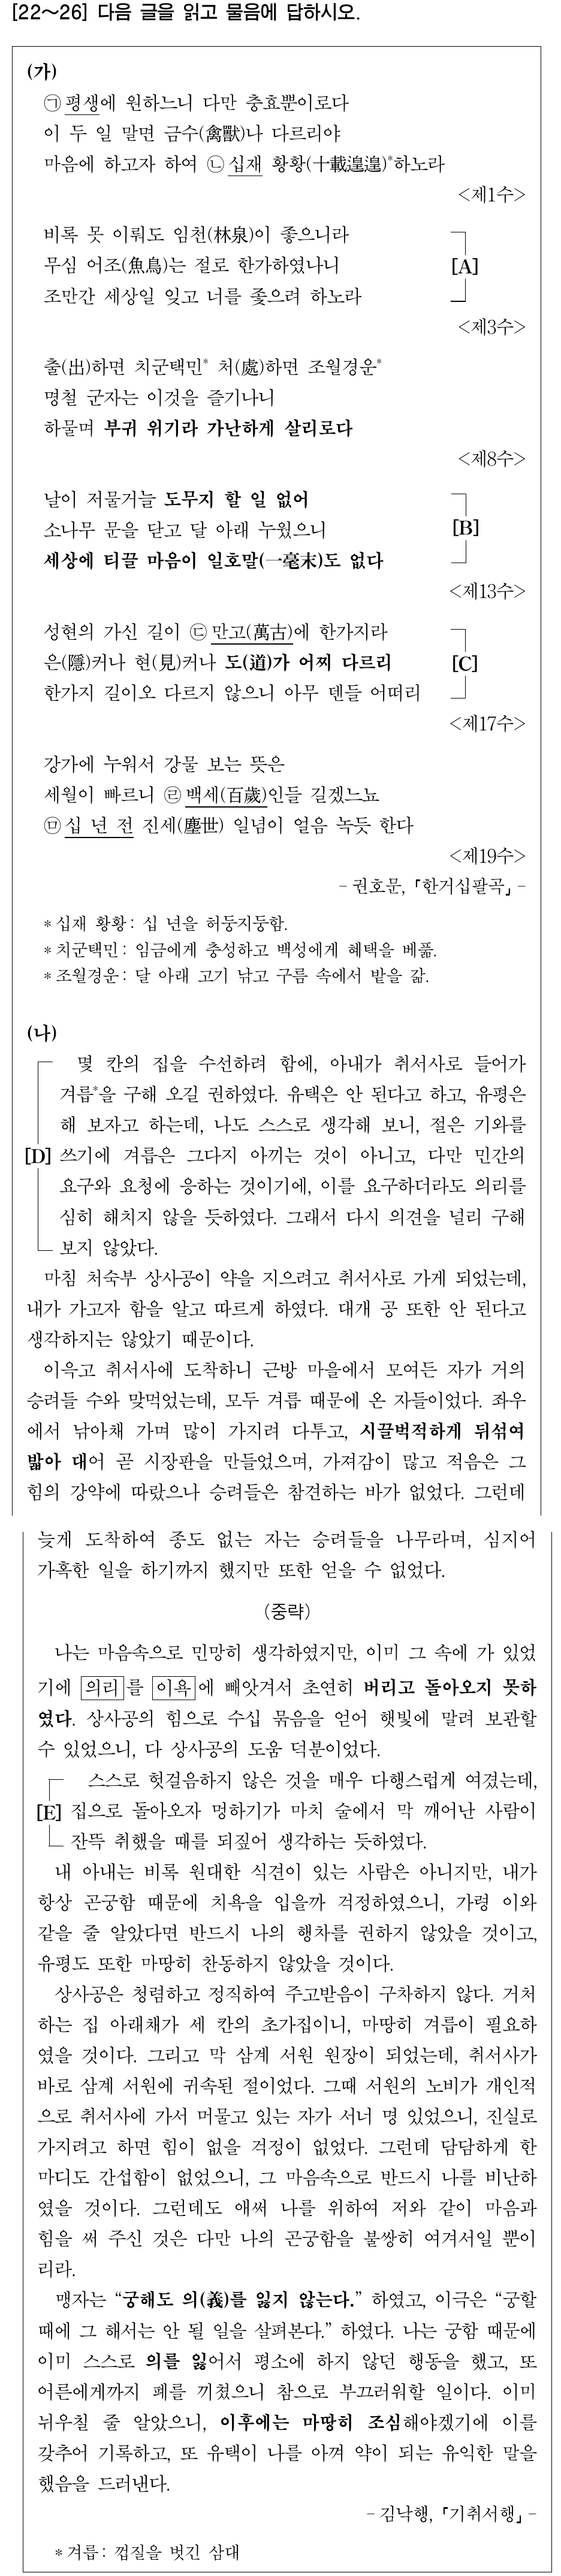 [22～26] 다음 글을 읽고 물음에 답하시오.
(가)
㉠ 평생에 원하느니 다만 충효뿐이로다
이 두 일 말면 금수(禽獸)나 다르리야
마음에 하고자 하여 ㉡ 십재 황황(十載遑遑)*하노라
<제1수>
비록 못 이뤄도 임천(林泉)이 좋으니라
무심 어조(魚鳥)는 절로 한가하였나니
조만간 세상일 잊고 너를 좇으려 하노라
[A]
<제3수>
출(出)하면 치군택민* 처(處)하면 조월경운*
명철 군자는 이것을 즐기나니
하물며 부귀 위기라 가난하게 살리로다
<제8수>
날이 저물거늘 도무지 할 일 없어
소나무 문을 닫고 달 아래 누웠으니
세상에 티끌 마음이 일호말(一毫末)도 없다
[B]
<제13수>
성현의 가신 길이 ㉢ 만고(萬古)에 한가지라
은(隱)커나 현(見)커나 도(道)가 어찌 다르리
한가지 길이오 다르지 않으니 아무 덴들 어떠리
[C]
<제17수>
강가에 누워서 강물 보는 뜻은
세월이 빠르니 ㉣ 백세(百歲)인들 길겠느뇨
㉤ 십 년 전 진세(塵世) 일념이 얼음 녹듯 한다
<제19수>
- 권호문, ｢한거십팔곡｣ -
* 십재 황황 : 십 년을 허둥지둥함.
* 치군택민 : 임금에게 충성하고 백성에게 혜택을 베풂.
* 조월경운 : 달 아래 고기 낚고 구름 속에서 밭을 갊.
(나)
몇 칸의 집을 수선하려 함에, 아내가 취서사로 들어가
겨릅*을 구해 오길 권하였다. 유택은 안 된다고 하고, 유평은
해 보자고 하는데, 나도 스스로 생각해 보니, 절은 기와를
[D] 쓰기에 겨릅은 그다지 아끼는 것이 아니고, 다만 민간의
요구와 요청에 응하는 것이기에, 이를 요구하더라도 의리를
심히 해치지 않을 듯하였다. 그래서 다시 의견을 널리 구해
보지 않았다.
마침 처숙부 상사공이 약을 지으려고 취서사로 가게 되었는데,
내가 가고자 함을 알고 따르게 하였다. 대개 공 또한 안 된다고
생각하지는 않았기 때문이다.
이윽고 취서사에 도착하니 근방 마을에서 모여든 자가 거의
승려들 수와 맞먹었는데, 모두 겨릅 때문에 온 자들이었다. 좌우
에서 낚아채 가며 많이 가지려 다투고, 시끌벅적하게 뒤섞여
밟아 대어 곧 시장판을 만들었으며, 가져감이 많고 적음은 그
힘의 강약에 따랐으나 승려들은 참견하는 바가 없었다. 그런데
늦게 도착하여 종도 없는 자는 승려들을 나무라며, 심지어
가혹한 일을 하기까지 했지만 또한 얻을 수 없었다.
(중략)
나는 마음속으로 민망히 생각하였지만, 이미 그 속에 가 있었
기에 의리를 이욕에 빼앗겨서 초연히 버리고 돌아오지 못하
였다. 상사공의 힘으로 수십 묶음을 얻어 햇빛에 말려 보관할
수 있었으니, 다 상사공의 도움 덕분이었다.
스스로 헛걸음하지 않은 것을 매우 다행스럽게 여겼는데,
[E] 집으로 돌아오자 멍하기가 마치 술에서 막 깨어난 사람이
잔뜩 취했을 때를 되짚어 생각하는 듯하였다.
내 아내는 비록 원대한 식견이 있는 사람은 아니지만, 내가
항상 곤궁함 때문에 치욕을 입을까 걱정하였으니, 가령 이와
같을 줄 알았다면 반드시 나의 행차를 권하지 않았을 것이고,
유평도 또한 마땅히 찬동하지 않았을 것이다.
상사공은 청렴하고 정직하여 주고받음이 구차하지 않다. 거처
하는 집 아래채가 세 칸의 초가집이니, 마땅히 겨릅이 필요하
였을 것이다. 그리고 막 삼계 서원 원장이 되었는데, 취서사가
바로 삼계 서원에 귀속된 절이었다. 그때 서원의 노비가 개인적
으로 취서사에 가서 머물고 있는 자가 서너 명 있었으니, 진실로
가지려고 하면 힘이 없을 걱정이 없었다. 그런데 담담하게 한
마디도 간섭함이 없었으니, 그 마음속으로 반드시 나를 비난하
였을 것이다. 그런데도 애써 나를 위하여 저와 같이 마음과
힘을 써 주신 것은 다만 나의 곤궁함을 불쌍히 여겨서일 뿐이
리라.
맹자는 “궁해도 의(義)를 잃지 않는다.” 하였고, 이극은 “궁할
때에 그 해서는 안 될 일을 살펴본다.” 하였다. 나는 궁함 때문에
이미 스스로 의를 잃어서 평소에 하지 않던 행동을 했고, 또
어른에게까지 폐를 끼쳤으니 참으로 부끄러워할 일이다. 이미
뉘우칠 줄 알았으니, 이후에는 마땅히 조심해야겠기에 이를
갖추어 기록하고, 또 유택이 나를 아껴 약이 되는 유익한 말을
했음을 드러낸다.
- 김낙행, ｢기취서행｣ -
* 겨릅 : 껍질을 벗긴 삼대